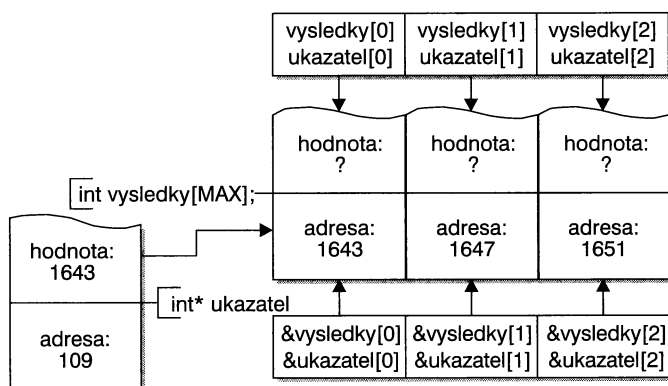 vysledky[0] vysledky[1] vysledky[2]
ukazatel[0] ukazatel[1] ukazatel[2]
hodnota: hodnota: hodnota:
? ? ?
int vysledky[MAX];
adresa: adresa: adresa:
1643 1647 1651
hodnota:
1643
int* ukazatel
adresa:
109
&vysledky[0] &vysledky[1] &vysledky[2]
&ukazatel[0] &ukazatel[1] &ukazatel[2]